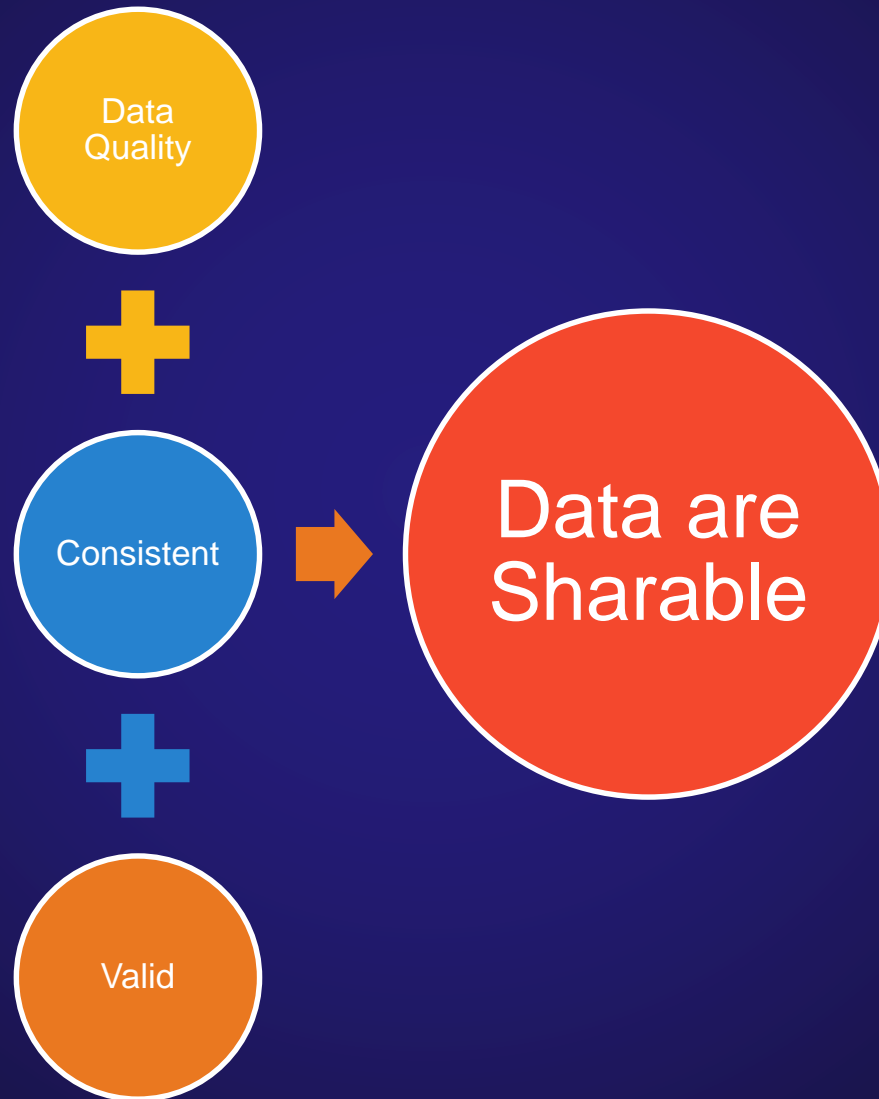 Data
Quality
Consistent
Valid
Data are
Sharable